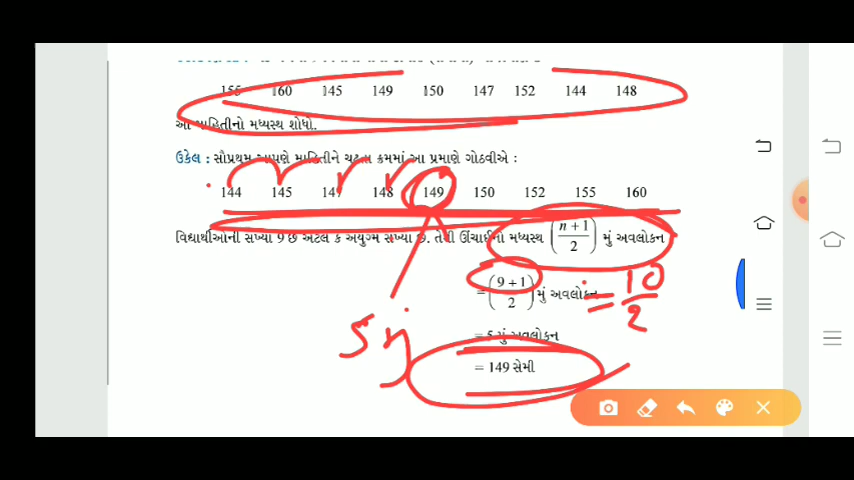 155 160 145 149 150 147 152 144 148
આ માહિતીનો મધ્યસ્થ શોધો.
ઉકેલ : સૌપ્રથમ આપણે માહિતીને ચઢતા ક્રમમાં આ પ્રમાણે ગોઠવીએ :
144 145 147 148 149 150 152 155 160
વિદ્યાર્થીઓની સંખ્યા 9 છે એટલે કે અયુગ્મ સંખ્યા છે. તેથી ઊંચાઈનો મધ્યસ્થ (n + 1 / 2) મું અવલોકન
= (9 + 1 / 2) મું અવલોકન = 10 / 2
= 5 મું અવલોકન
5 મું
= 149 સેમી